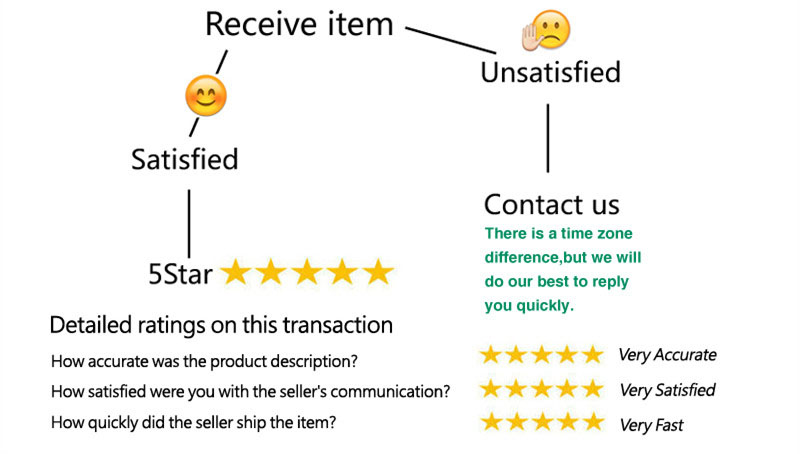 Receive item
Unsatisfied
Satisfied
Contact us
There is a time zone
difference,but we will
do our best to reply
you quickly.
5Star
Detailed ratings on this transaction
How accurate was the product description?
Very Accurate
How satisfied were you with the seller's communication?
Very Satisfied
How quickly did the seller ship the item?
Very Fast